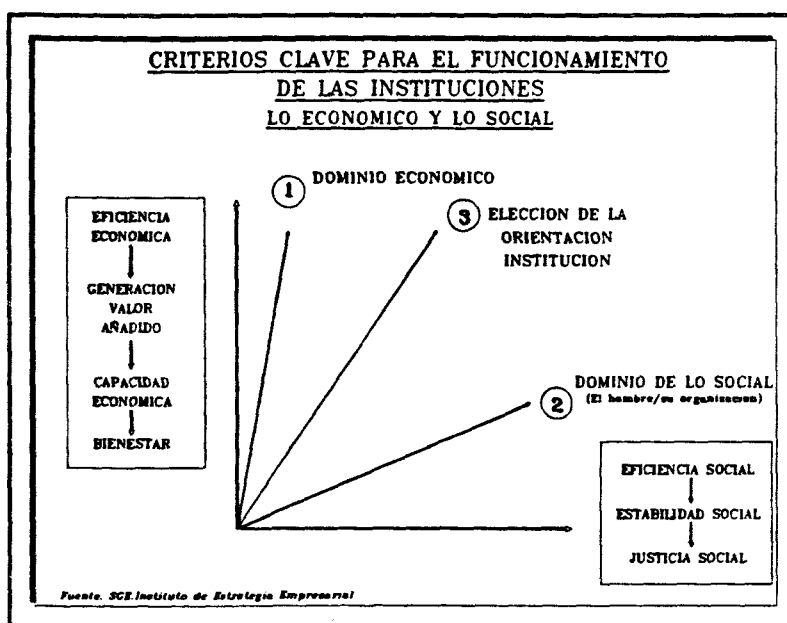 CRITERIOS CLAVE PARA EL FUNCIONAMIENTO
DE LAS INSTITUCIONES
LO ECONOMICO Y LO SOCIAL
1 DOMINIO ECONOMICO
3 ELECCION DE LA
ORIENTACION
INSTITUCION
EFICIENCIA
ECONOMICA
GENERACION
VALOR
AÑADIDO
CAPACIDAD
ECONOMICA
BIENESTAR
2 DOMINIO DE LO SOCIAL
(El hombre/su organizacion)
EFICIENCIA SOCIAL
ESTABILIDAD SOCIAL
JUSTICIA SOCIAL
Fuente. SGE.Instituto de Estrategia Empresarial